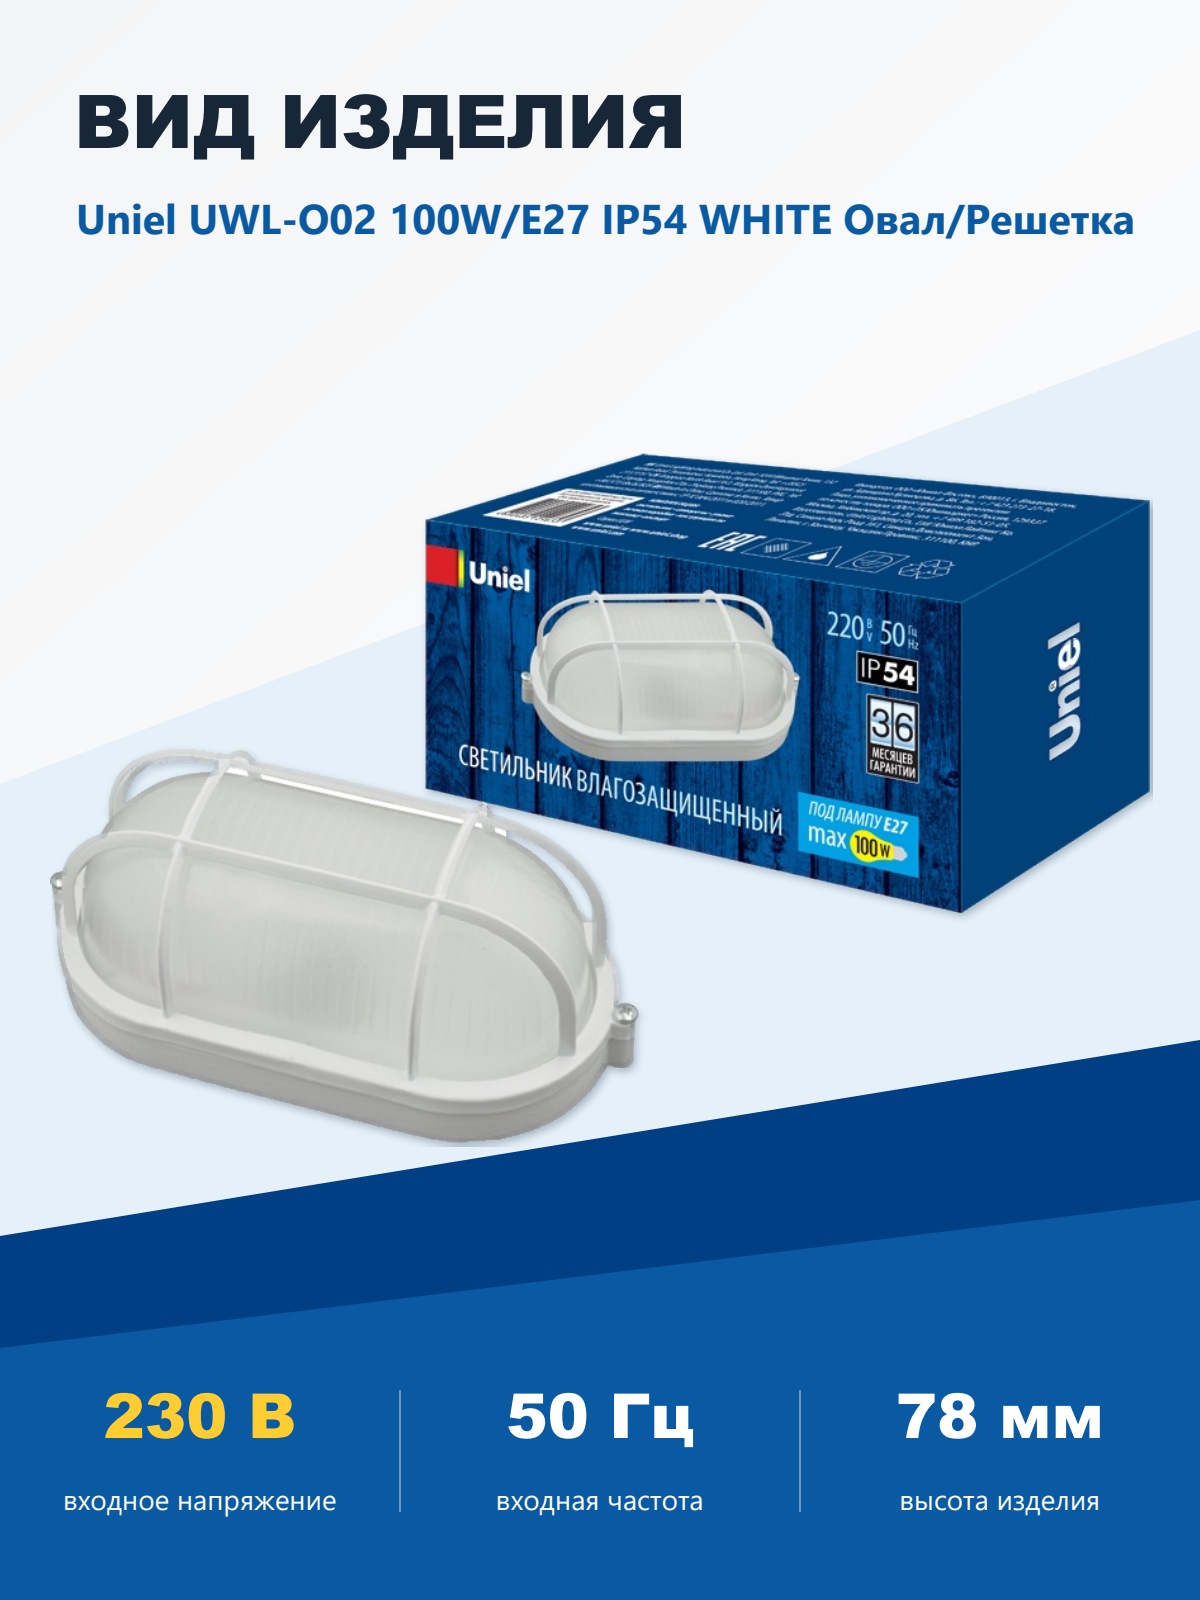 ВИД ИЗДЕЛИЯ
Uniel UWL-O02 100W/E27 IP54 WHITE Овал/Решетка
EAC
Uniel
220 В V 50 Гц Hz
IP54
36
МЕСЯЦЕВ
ГАРАНТИИ
СВЕТИЛЬНИК ВЛАГОЗАЩИЩЕННЫЙ
ПОД ЛАМПУ E27
max 100W
Uniel
230 В
входное напряжение
50 Гц
входная частота
78 мм
высота изделия